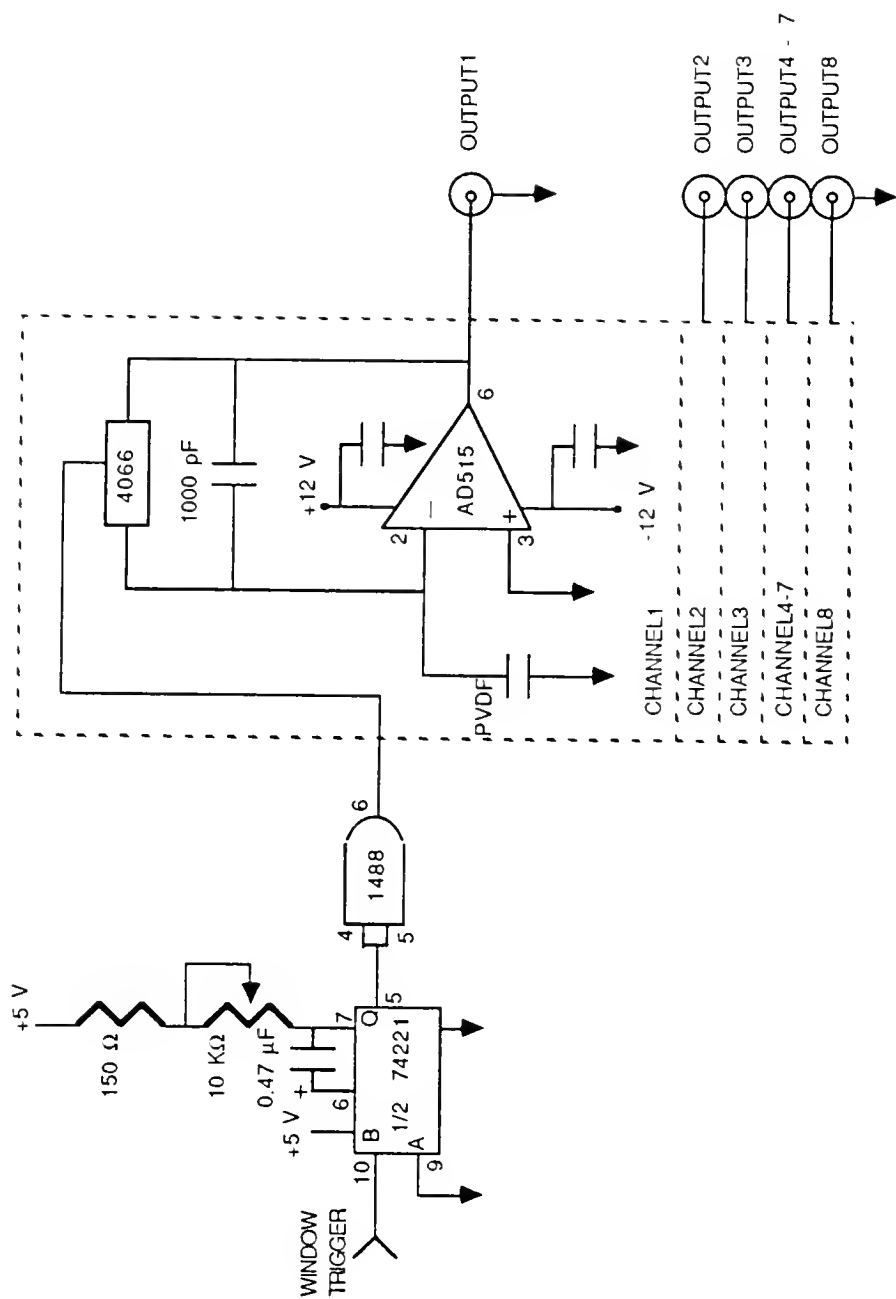 WINDOW
TRIGGER
+5 V
150 Ω
10 KΩ
0.47 µF
+
+5 V
6
7
10
B
Q
5
1/2 74221
A
9
4
5
1488
6
4066
1000 pF
+12 V
2
−
AD515
6
3
+
-12 V
PVDF
OUTPUT1
CHANNEL1
CHANNEL2
OUTPUT2
CHANNEL3
OUTPUT3
CHANNEL4-7
OUTPUT4 - 7
CHANNEL8
OUTPUT8